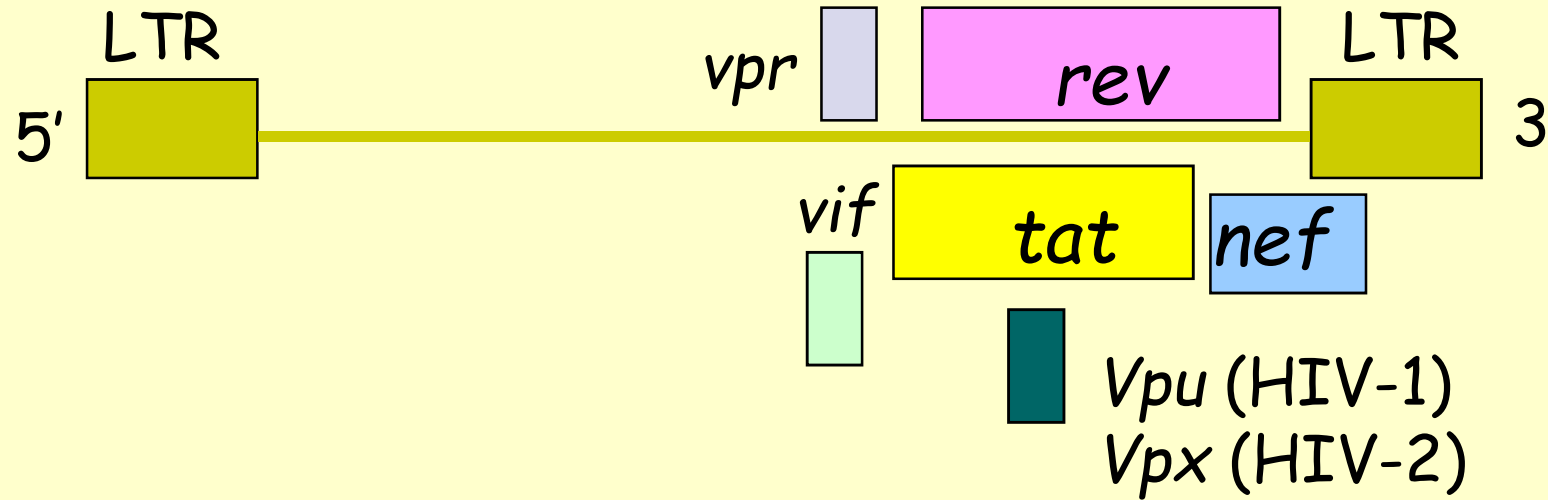 LTR
vpr
rev
LTR
5'
3
vif
tat
nef
Vpu (HIV-1)
Vpx (HIV-2)